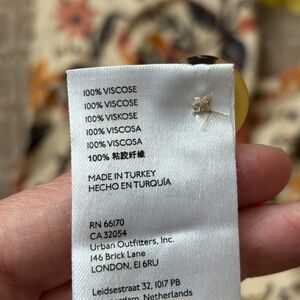 100% VISCOSE
100% VISCOSE
100% VISKOSE
100% VISCOSA
100% VISCOSA
100% 粘胶纤维
MADE IN TURKEY
HECHO EN TURQUÍA
RN 66170
CA 32054
Urban Outfitters, Inc.
146 Brick Lane
LONDON, E1 6RU
Leidsestraat 32, 1017 PB
Amsterdam, Netherlands